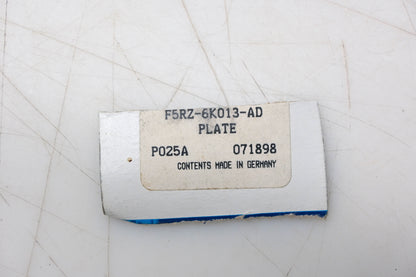 F5RZ-6K013-AD
PLATE
P025A 071898
CONTENTS MADE IN GERMANY